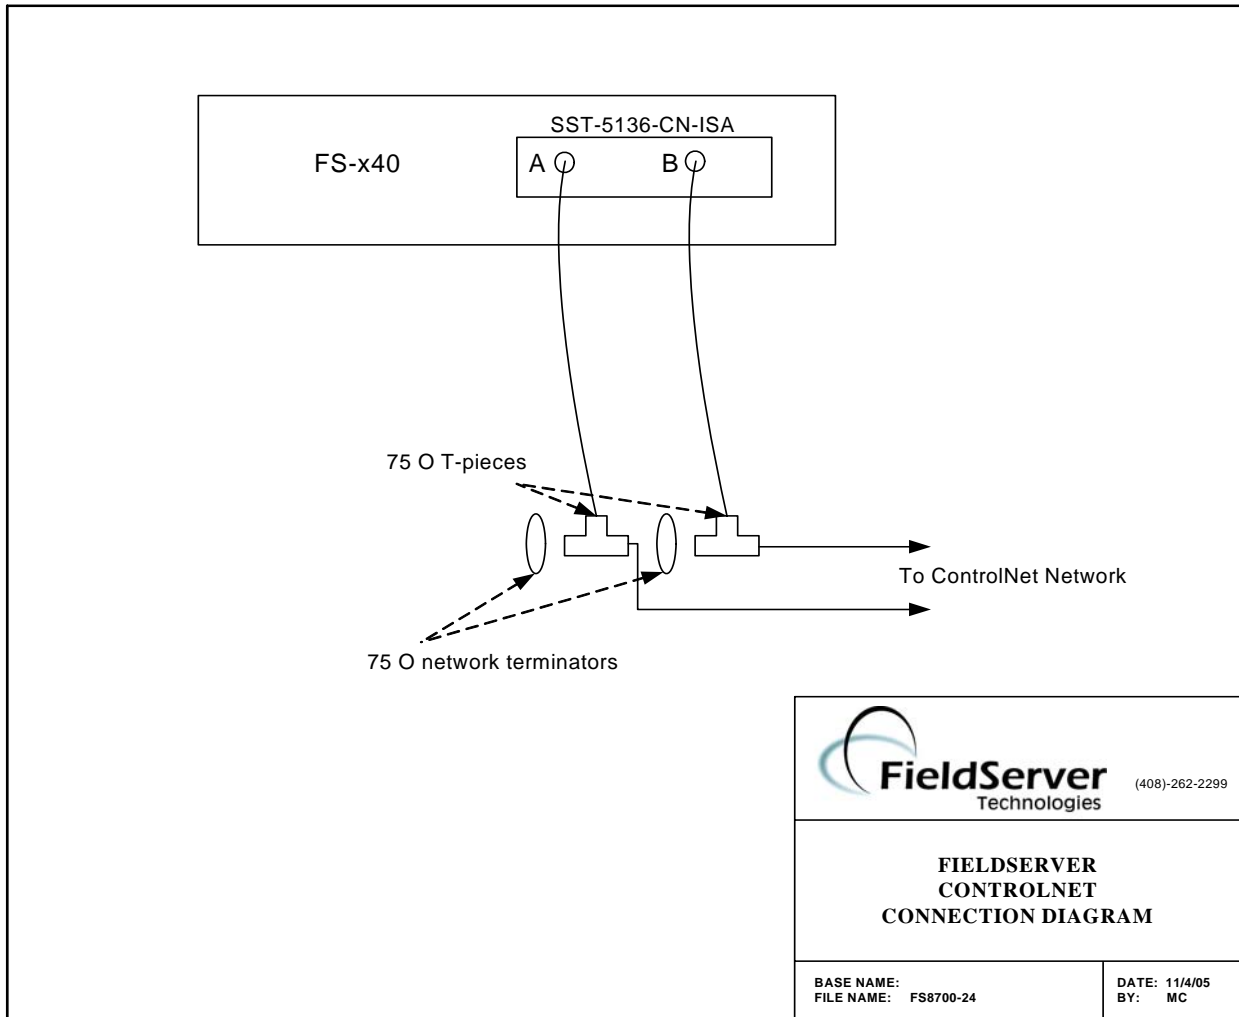 SST-5136-CN-ISA
FS-x40
A
B
75 O T-pieces
To ControlNet Network
75 O network terminators
FieldServer
Technologies
(408)-262-2299
FIELDSERVER
CONTROLNET
CONNECTION DIAGRAM
BASE NAME:
FILE NAME: FS8700-24
DATE: 11/4/05
BY: MC